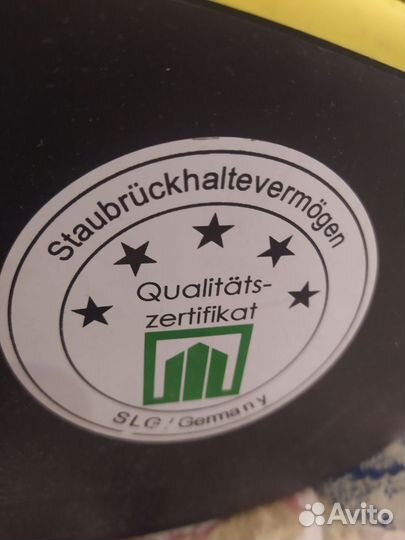 Staubrückhaltevermögen
Qualitäts-
zertifikat
SLG / Germany
Avito